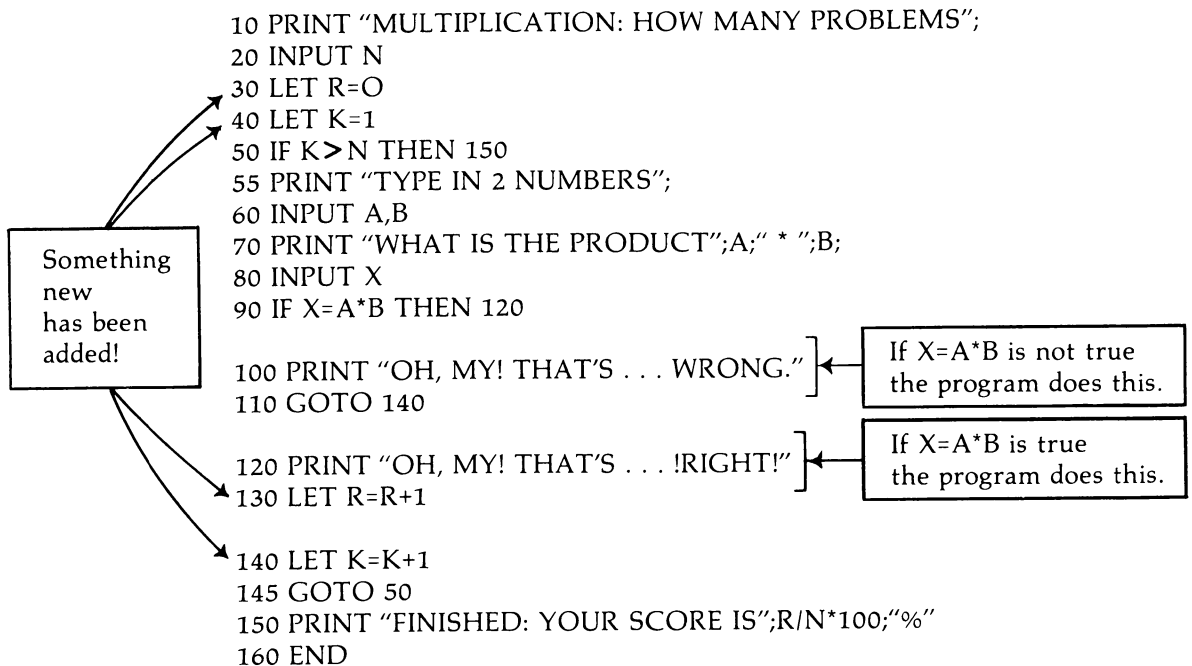 10 PRINT “MULTIPLICATION: HOW MANY PROBLEMS”;
20 INPUT N
30 LET R=O
40 LET K=1
50 IF K>N THEN 150
55 PRINT “TYPE IN 2 NUMBERS”;
60 INPUT A,B
70 PRINT “WHAT IS THE PRODUCT”;A;“ * ”;B;
80 INPUT X
90 IF X=A*B THEN 120
Something
new
has been
added!
100 PRINT “OH, MY! THAT'S . . . WRONG.”
110 GOTO 140
If X=A*B is not true
the program does this.
120 PRINT “OH, MY! THAT'S . . . !RIGHT!”
130 LET R=R+1
If X=A*B is true
the program does this.
140 LET K=K+1
145 GOTO 50
150 PRINT “FINISHED: YOUR SCORE IS”;R/N*100;“%”
160 END